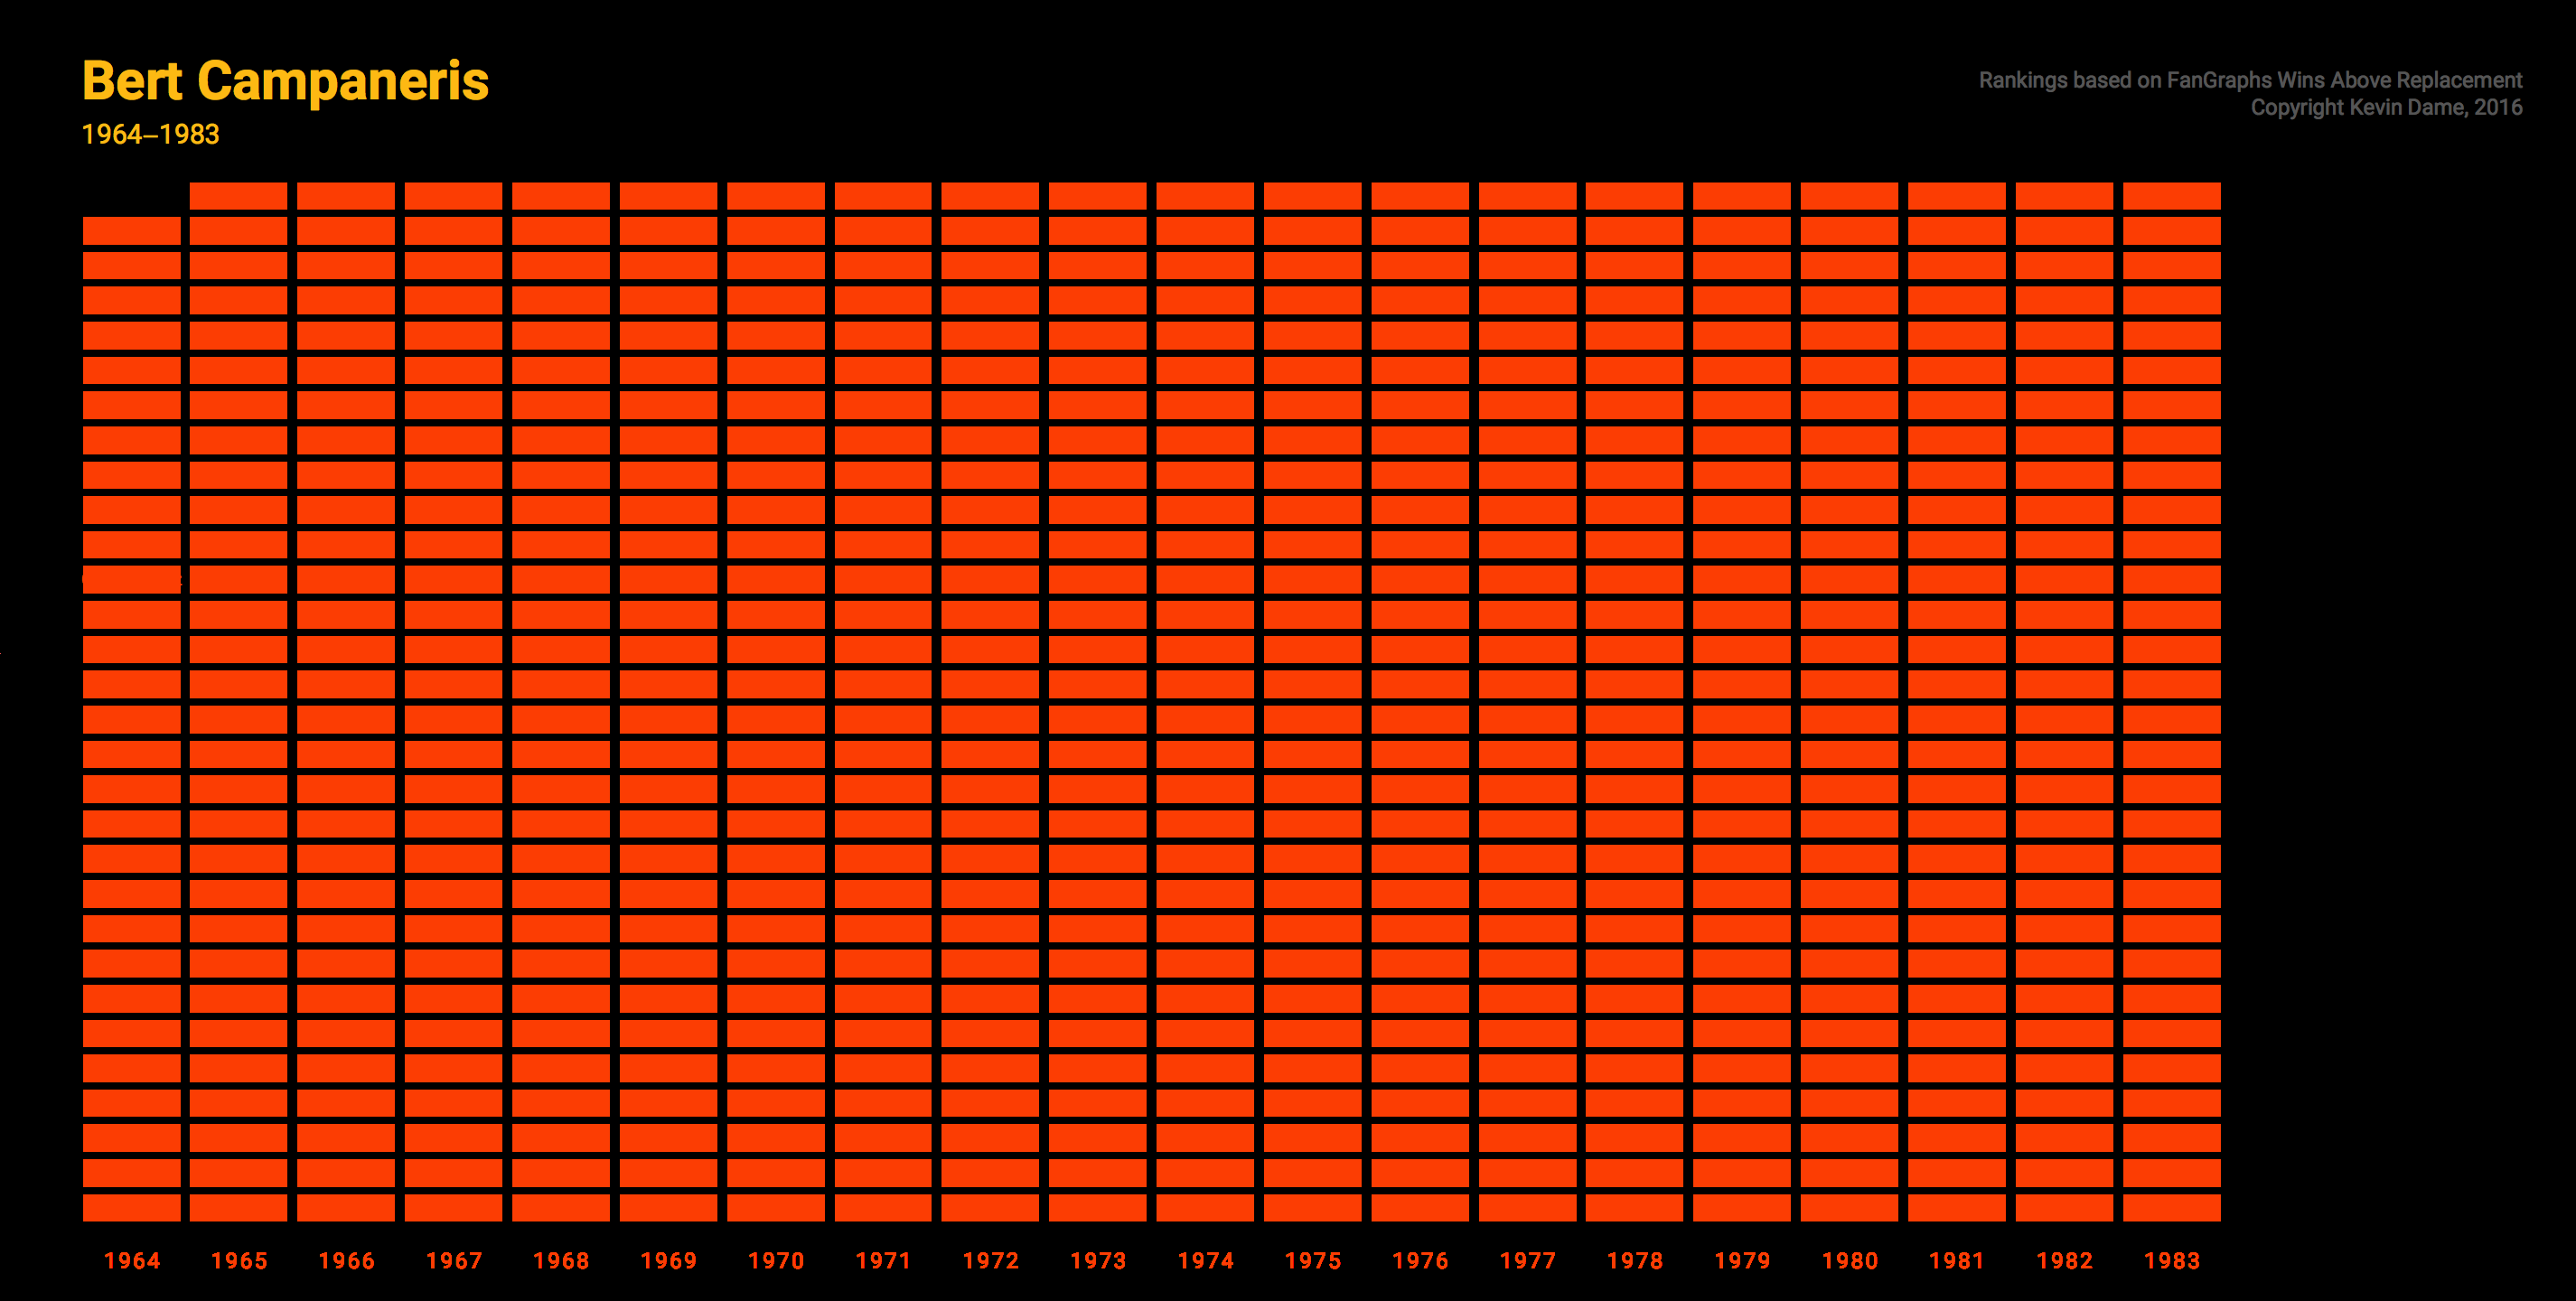 Bert Campaneris
1964–1983
Rankings based on FanGraphs Wins Above Replacement
Copyright Kevin Dame, 2016
1964 1965 1966 1967 1968 1969 1970 1971 1972 1973 1974 1975 1976 1977 1978 1979 1980 1981 1982 1983